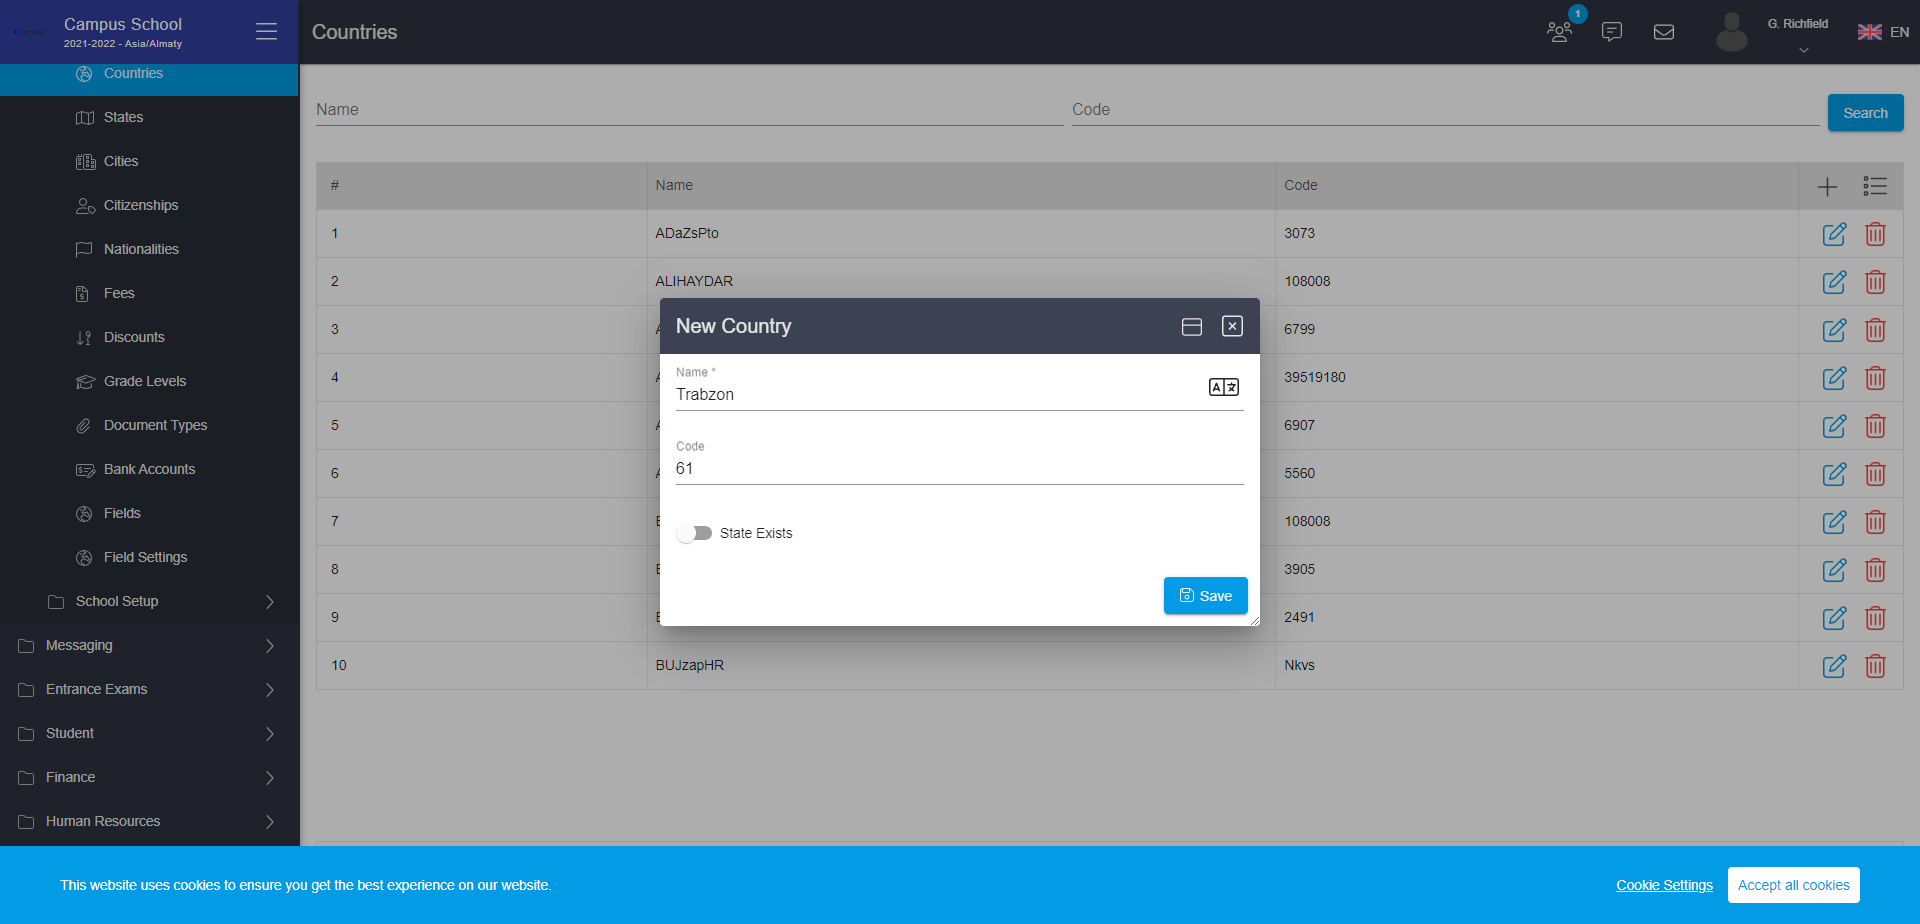 Campus School
2021-2022 - Asia/Almaty
Countries
1
G. Richfield
EN
Countries
States
Cities
Citizenships
Nationalities
Fees
Discounts
Grade Levels
Document Types
Bank Accounts
Fields
Field Settings
School Setup
Messaging
Entrance Exams
Student
Finance
Human Resources
Name Code Search
# Name Code
1 ADaZsPto 3073
2 ALIHAYDAR 108008
3 6799
4 39519180
5 6907
6 5560
7 108008
8 3905
9 2491
10 BUJzapHR Nkvs
New Country
Name *
Trabzon
Code
61
State Exists
Save
This website uses cookies to ensure you get the best experience on our website.
Cookie Settings Accept all cookies